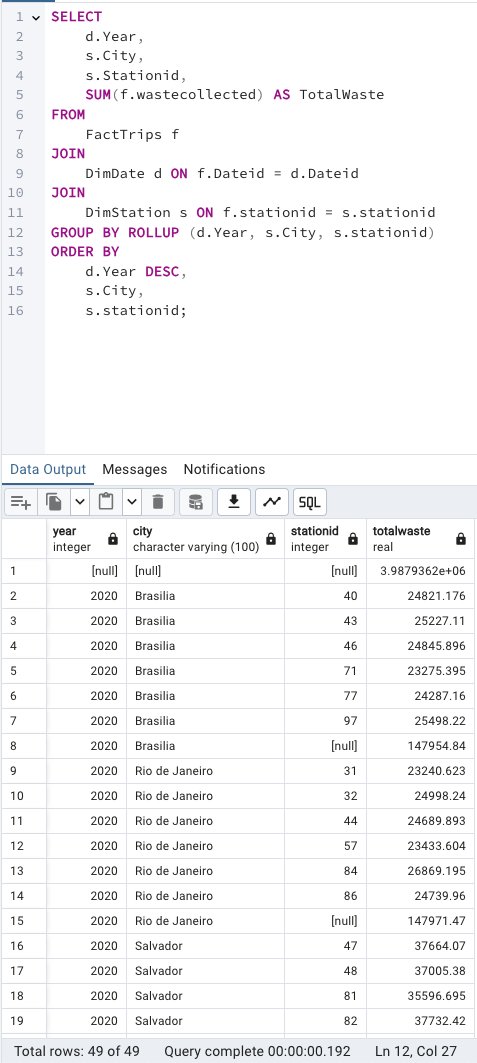 1 SELECT
2 d.Year,
3 s.City,
4 s.Stationid,
5 SUM(f.wastecollected) AS TotalWaste
6 FROM
7 FactTrips f
8 JOIN
9 DimDate d ON f.Dateid = d.Dateid
10 JOIN
11 DimStation s ON f.stationid = s.stationid
12 GROUP BY ROLLUP (d.Year, s.City, s.stationid)
13 ORDER BY
14 d.Year DESC,
15 s.City,
16 s.stationid;
Data Output Messages Notifications
SQL
year city stationid totalwaste
integer character varying (100) integer real
1 [null] [null] [null] 3.9879362e+06
2 2020 Brasilia 40 24821.176
3 2020 Brasilia 43 25227.11
4 2020 Brasilia 46 24845.896
5 2020 Brasilia 71 23275.395
6 2020 Brasilia 77 24287.16
7 2020 Brasilia 97 25498.22
8 2020 Brasilia [null] 147954.84
9 2020 Rio de Janeiro 31 23240.623
10 2020 Rio de Janeiro 32 24998.24
11 2020 Rio de Janeiro 44 24689.893
12 2020 Rio de Janeiro 57 23433.604
13 2020 Rio de Janeiro 84 26869.195
14 2020 Rio de Janeiro 86 24739.96
15 2020 Rio de Janeiro [null] 147971.47
16 2020 Salvador 47 37664.07
17 2020 Salvador 48 37005.38
18 2020 Salvador 81 35596.695
19 2020 Salvador 82 37732.42
Total rows: 49 of 49 Query complete 00:00:00.192 Ln 12, Col 27